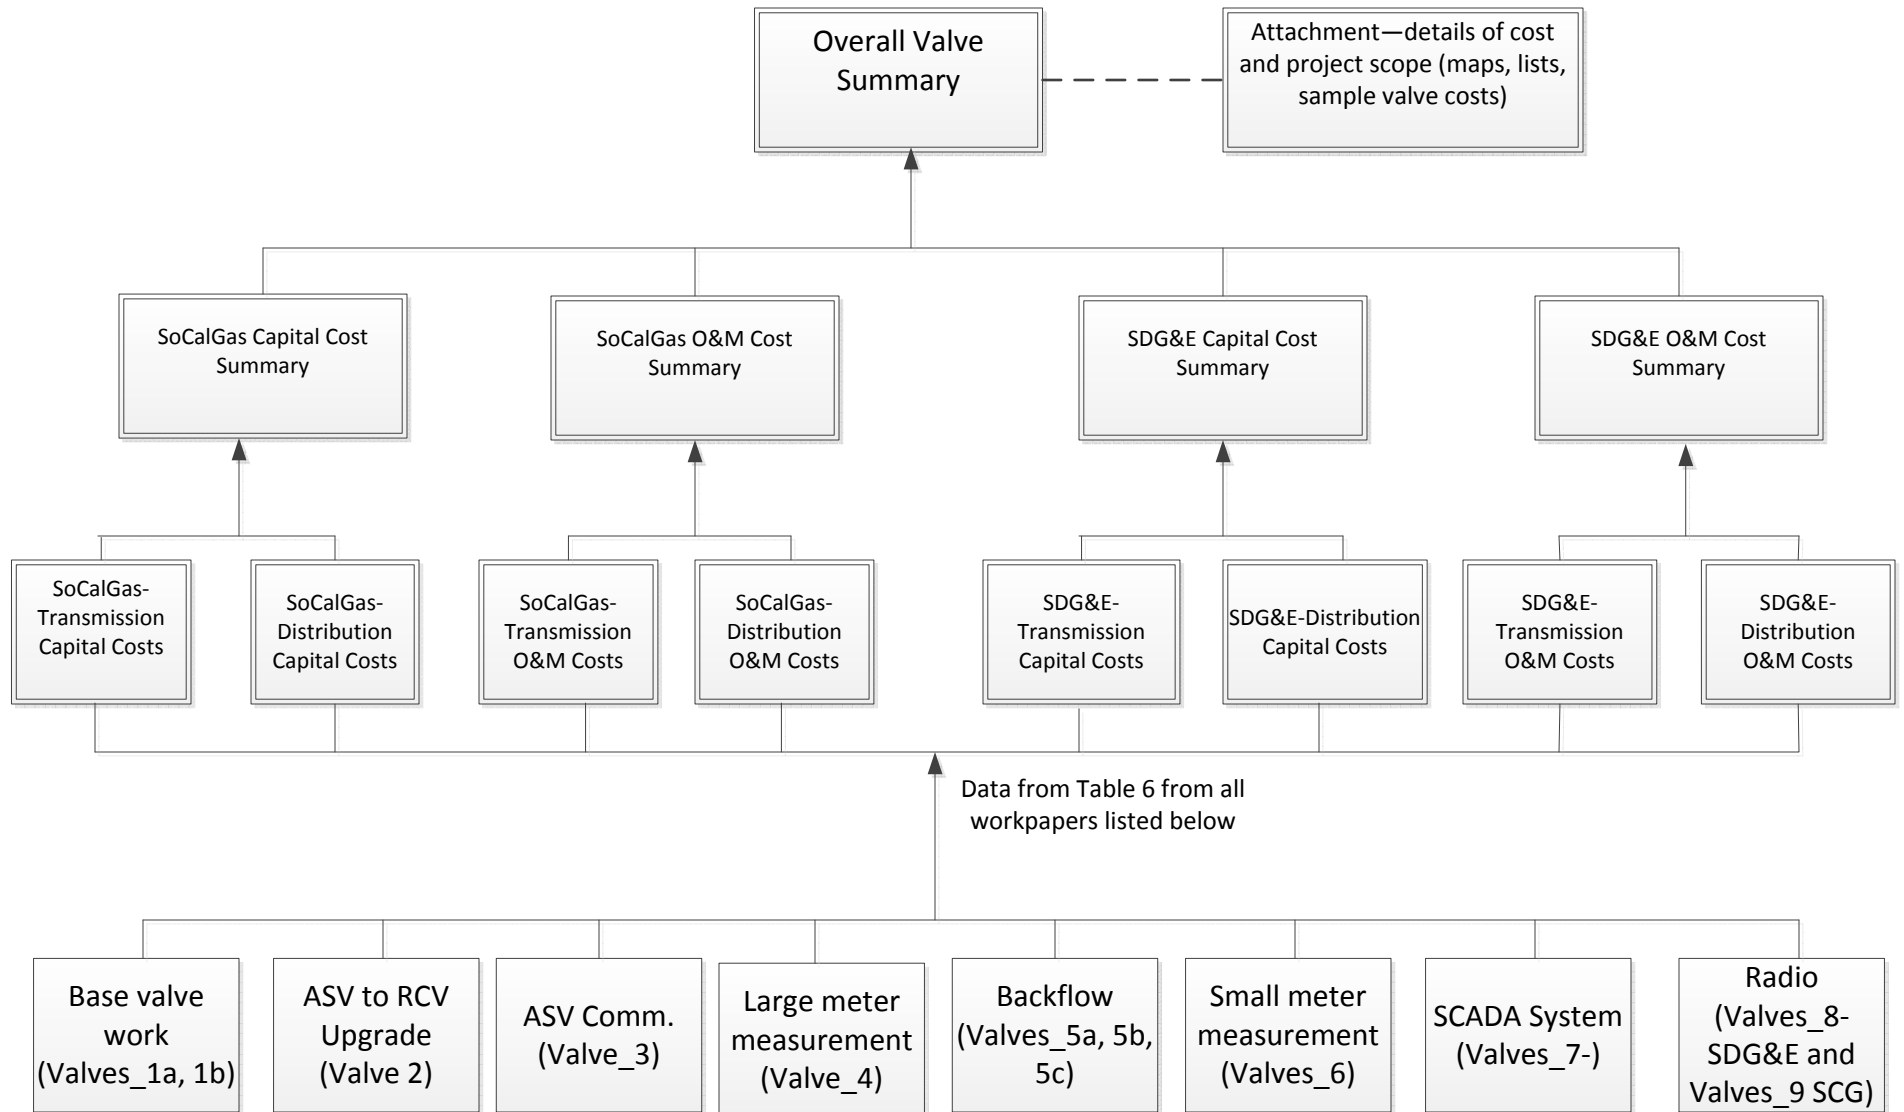 Overall Valve
Summary
Attachment—details of cost
and project scope (maps, lists,
sample valve costs)
SoCalGas Capital Cost
Summary
SoCalGas O&M Cost
Summary
SDG&E Capital Cost
Summary
SDG&E O&M Cost
Summary
SoCalGas-
Transmission
Capital Costs
SoCalGas-
Distribution
Capital Costs
SoCalGas-
Transmission
O&M Costs
SoCalGas-
Distribution
O&M Costs
SDG&E-
Transmission
Capital Costs
SDG&E-Distribution
Capital Costs
SDG&E-
Transmission
O&M Costs
SDG&E-
Distribution
O&M Costs
Data from Table 6 from all
workpapers listed below
Base valve
work
(Valves_1a, 1b)
ASV to RCV
Upgrade
(Valve 2)
ASV Comm.
(Valve_3)
Large meter
measurement
(Valve_4)
Backflow
(Valves_5a, 5b,
5c)
Small meter
measurement
(Valves_6)
SCADA System
(Valves_7-)
Radio
(Valves_8-
SDG&E and
Valves_9 SCG)